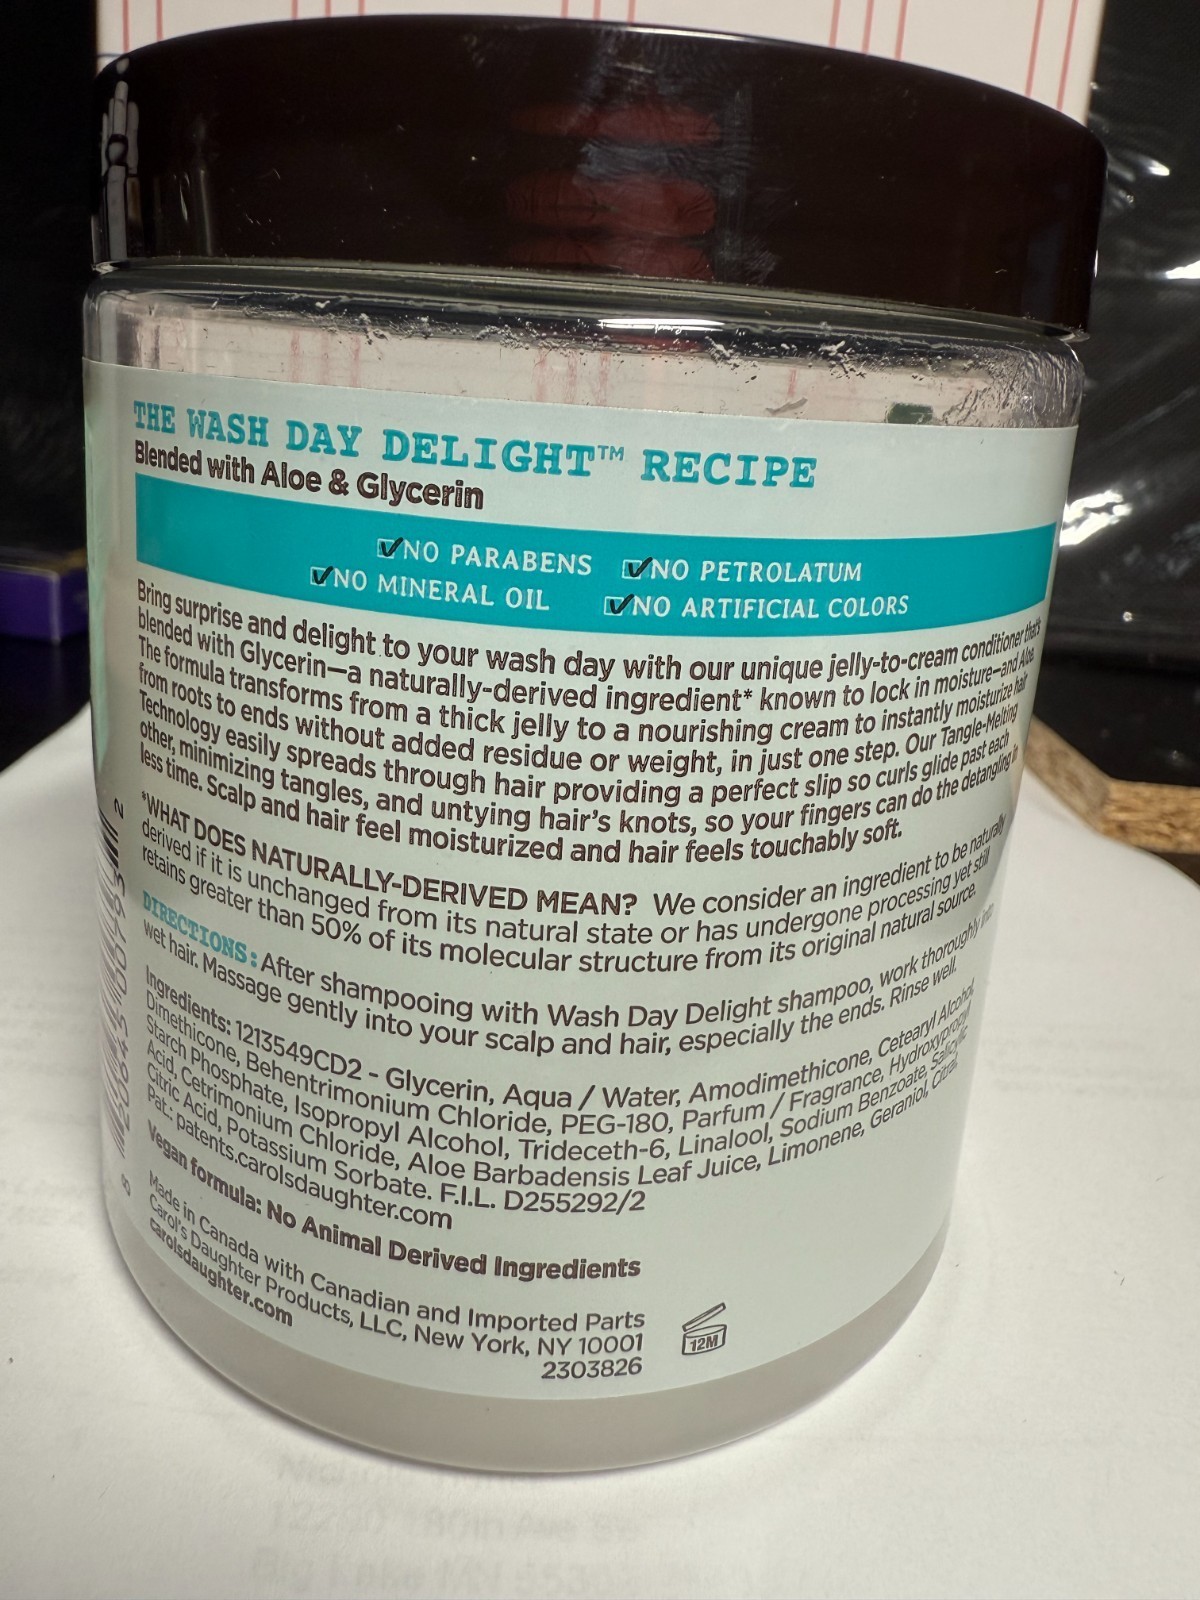 THE WASH DAY DELIGHT™ RECIPE
Blended with Aloe & Glycerin
NO PARABENS NO PETROLATUM
NO MINERAL OIL NO ARTIFICIAL COLORS
Bring surprise and delight to your wash day with our unique jelly-to-cream conditioner that's
blended with Glycerin—a naturally-derived ingredient* known to lock in moisture—and Aloe.
The formula transforms from a thick jelly to a nourishing cream to instantly moisturize hair
from roots to ends without added residue or weight, in just one step. Our Tangle-Melting
Technology easily spreads through hair providing a perfect slip so curls glide past each
other, minimizing tangles, and untying hair's knots, so your fingers can do the detangling in
less time. Scalp and hair feel moisturized and hair feels touchably soft.
*WHAT DOES NATURALLY-DERIVED MEAN? We consider an ingredient to be naturally
derived if it is unchanged from its natural state or has undergone processing yet still
retains greater than 50% of its molecular structure from its original natural source.
DIRECTIONS: After shampooing with Wash Day Delight shampoo, work thoroughly into
wet hair. Massage gently into your scalp and hair, especially the ends. Rinse well.
Ingredients: 1213549CD2 - Glycerin, Aqua / Water, Amodimethicone, Cetearyl Alcohol,
Dimethicone, Behentrimonium Chloride, PEG-180, Parfum / Fragrance, Hydroxypropyl
Starch Phosphate, Isopropyl Alcohol, Trideceth-6, Linalool, Sodium Benzoate, Salicylic
Acid, Cetrimonium Chloride, Aloe Barbadensis Leaf Juice, Limonene, Geraniol, Citral,
Citric Acid, Potassium Sorbate. F.I.L. D255292/2
Pat.: patents.carolsdaughter.com
Vegan formula: No Animal Derived Ingredients
Made in Canada with Canadian and Imported Parts
Carol's Daughter Products, LLC, New York, NY 10001
carolsdaughter.com
2303826
12M